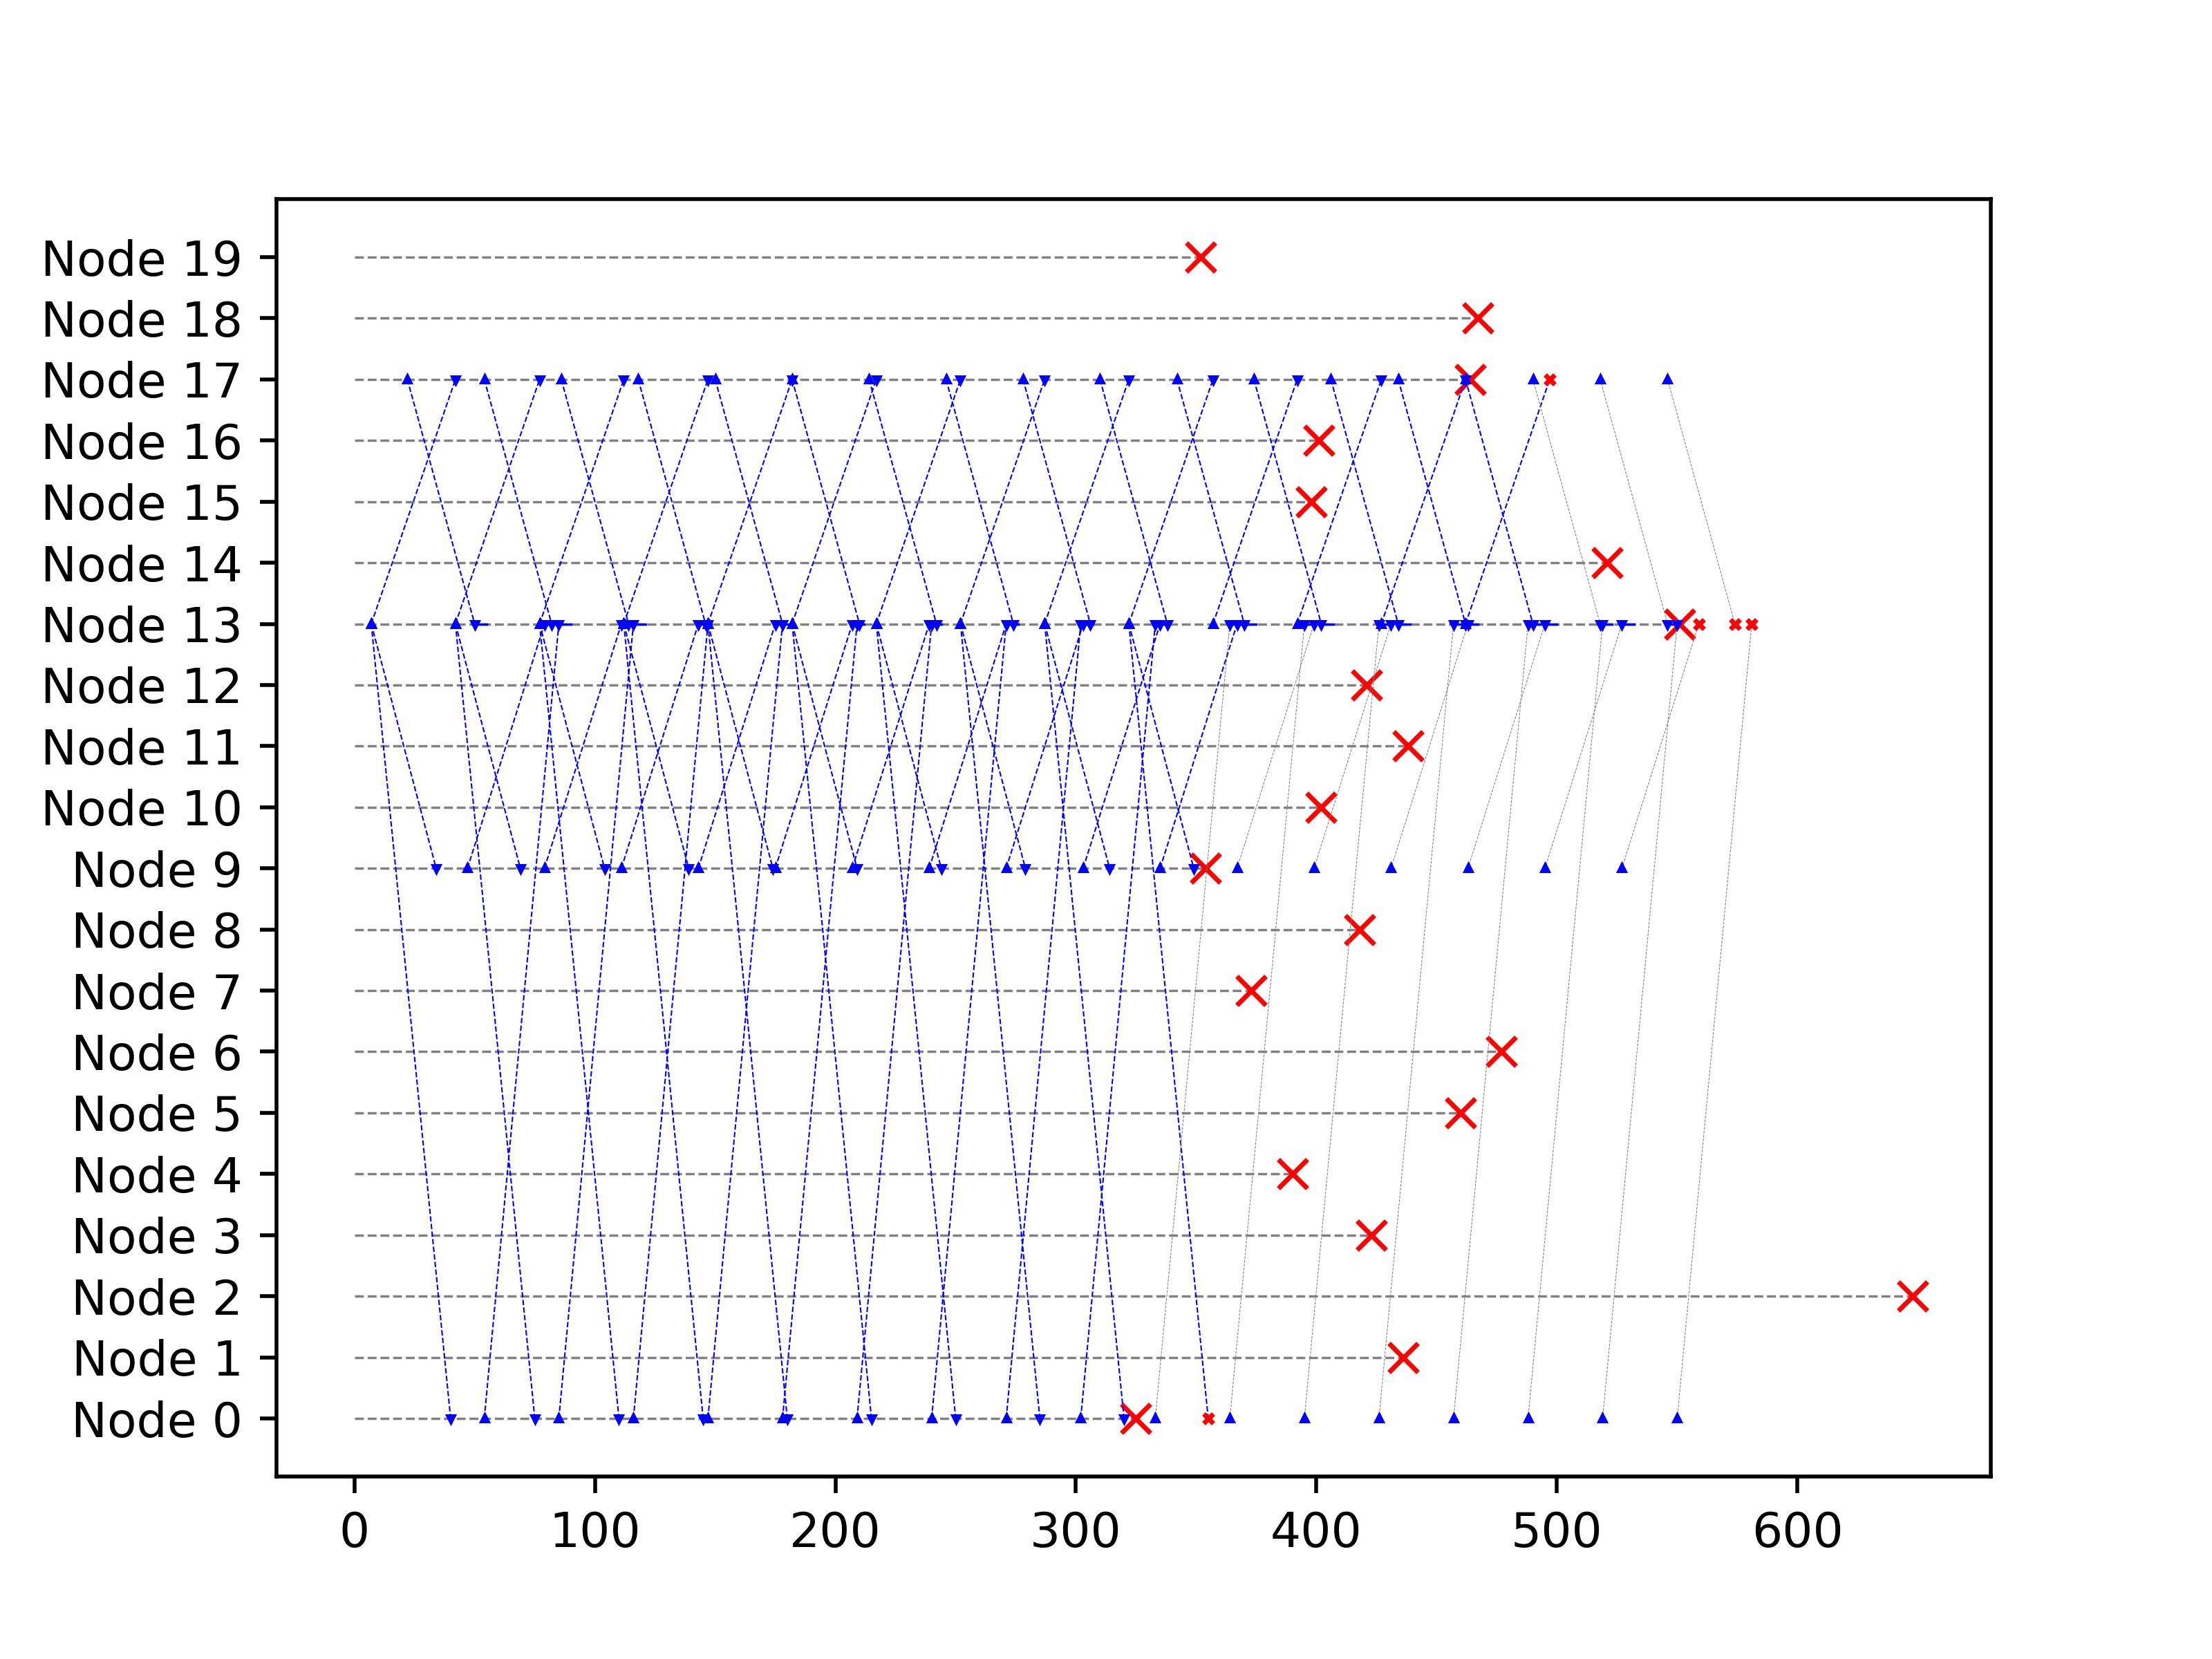 Node 19
Node 18
Node 17
Node 16
Node 15
Node 14
Node 13
Node 12
Node 11
Node 10
Node 9
Node 8
Node 7
Node 6
Node 5
Node 4
Node 3
Node 2
Node 1
Node 0
0 100 200 300 400 500 600